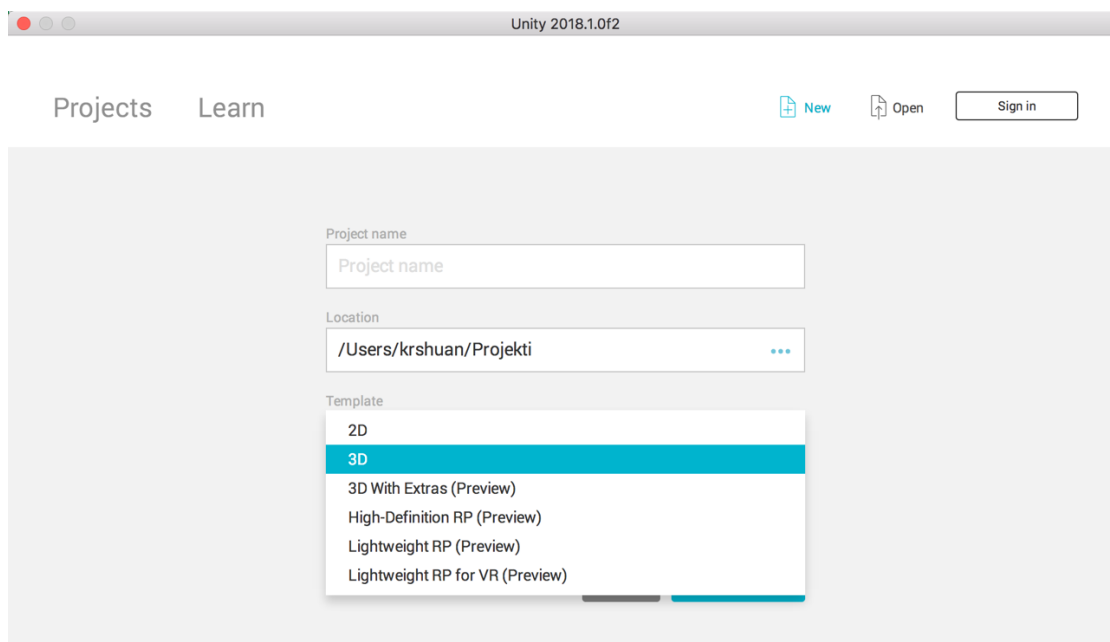 Unity 2018.1.0f2
Projects Learn New Open Sign in
Project name
Project name
Location
/Users/krshuan/Projekti
Template
2D
3D
3D With Extras (Preview)
High-Definition RP (Preview)
Lightweight RP (Preview)
Lightweight RP for VR (Preview)